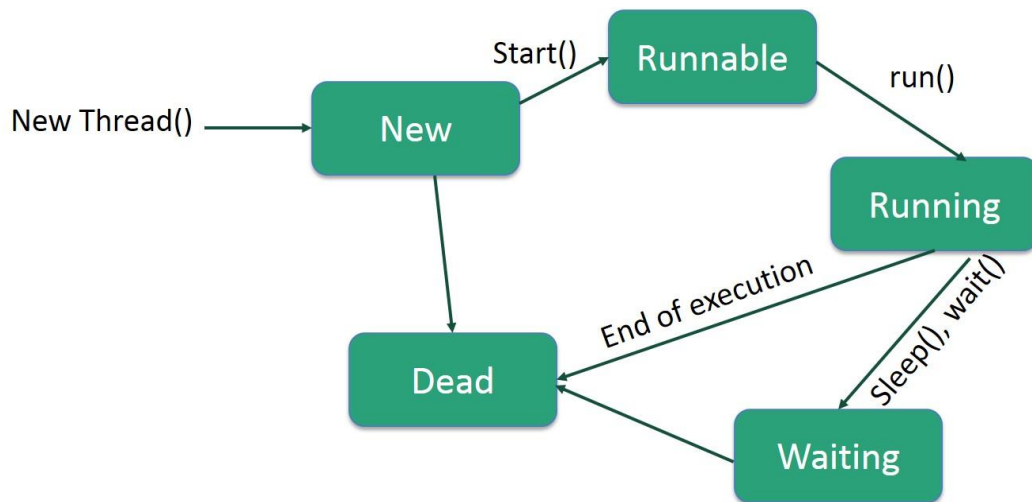 Runnable
Start()
run()
New Thread()
New
Running
End of execution
Sleep(), wait()
Dead
Waiting